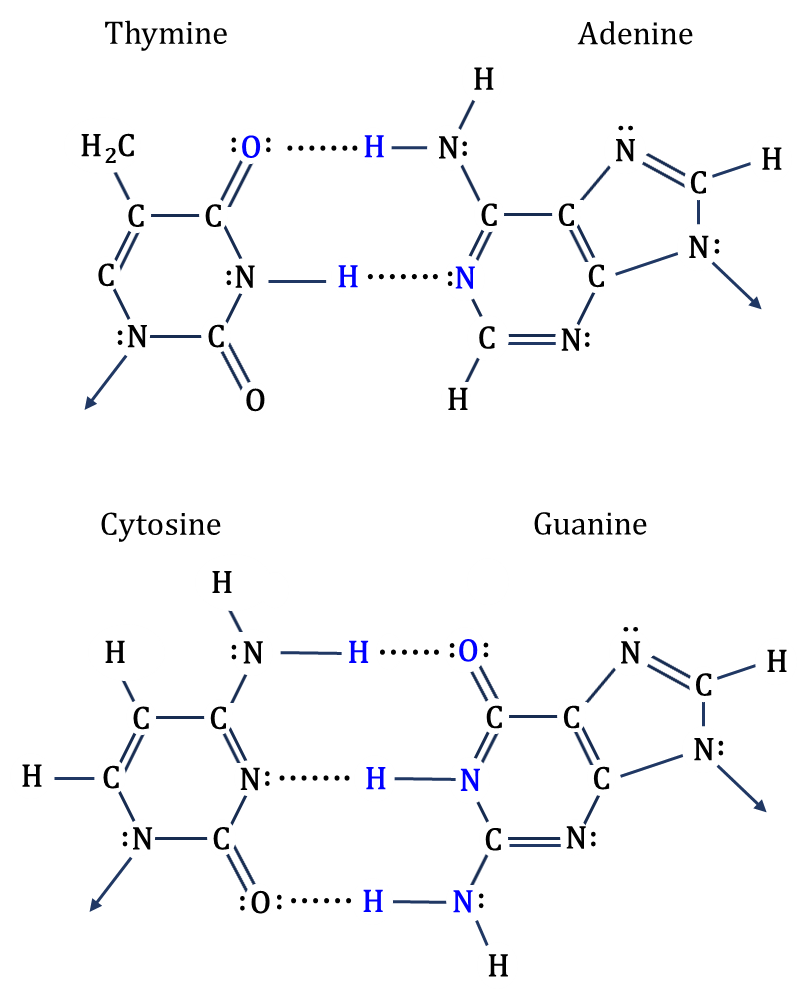 Thymine Adenine
H
H₂C :O: H N: N H
C
C C C C N:
C :N H :N C
:N C C N:
O H
Cytosine Guanine
H
H :N H :O: N H
C
C C C C N:
H C N: H N C
:N C C N:
:O: H N:
H